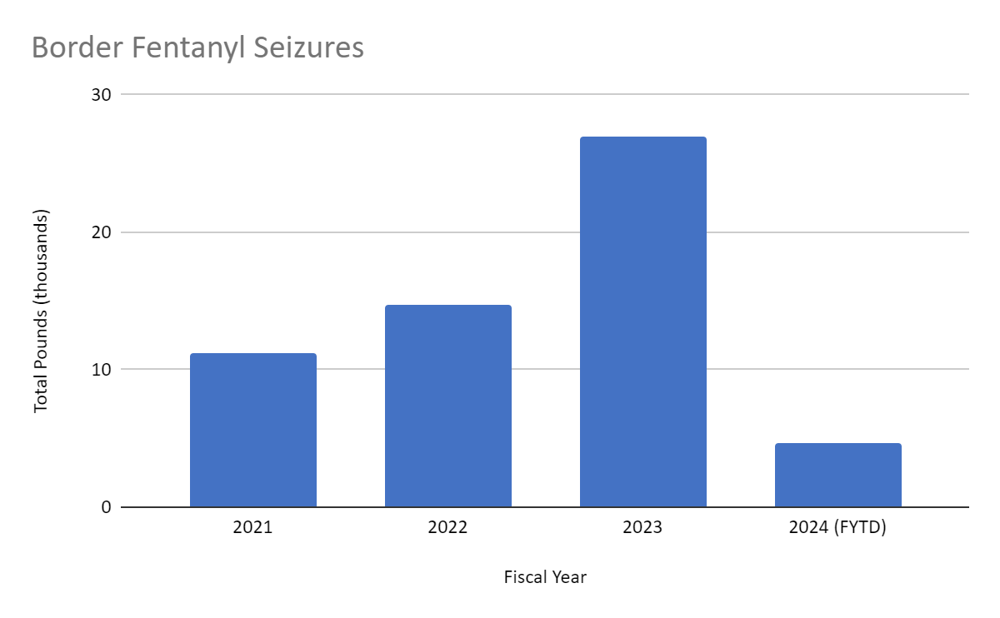 Border Fentanyl Seizures
30
20
10
0
Total Pounds (thousands)
2021
2022
2023
2024 (FYTD)
Fiscal Year